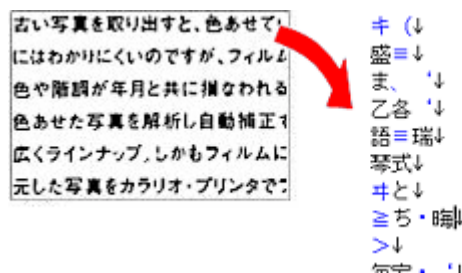 古い写真を取り出すと、色あせてい
にはわかりにくいのですが、フィルム
色や階調が年月と共に損なわれる
色あせた写真を解析し自動補正す
広くラインナップ。しかもフィルムに
元した写真をカラリオ・プリンタでプ
キ (↓
盛≡↓
ま、 ‘↓
乙各 ‘↓
語≡瑞↓
琴式↓
ヰと↓
≧ち・晦↓
>↓